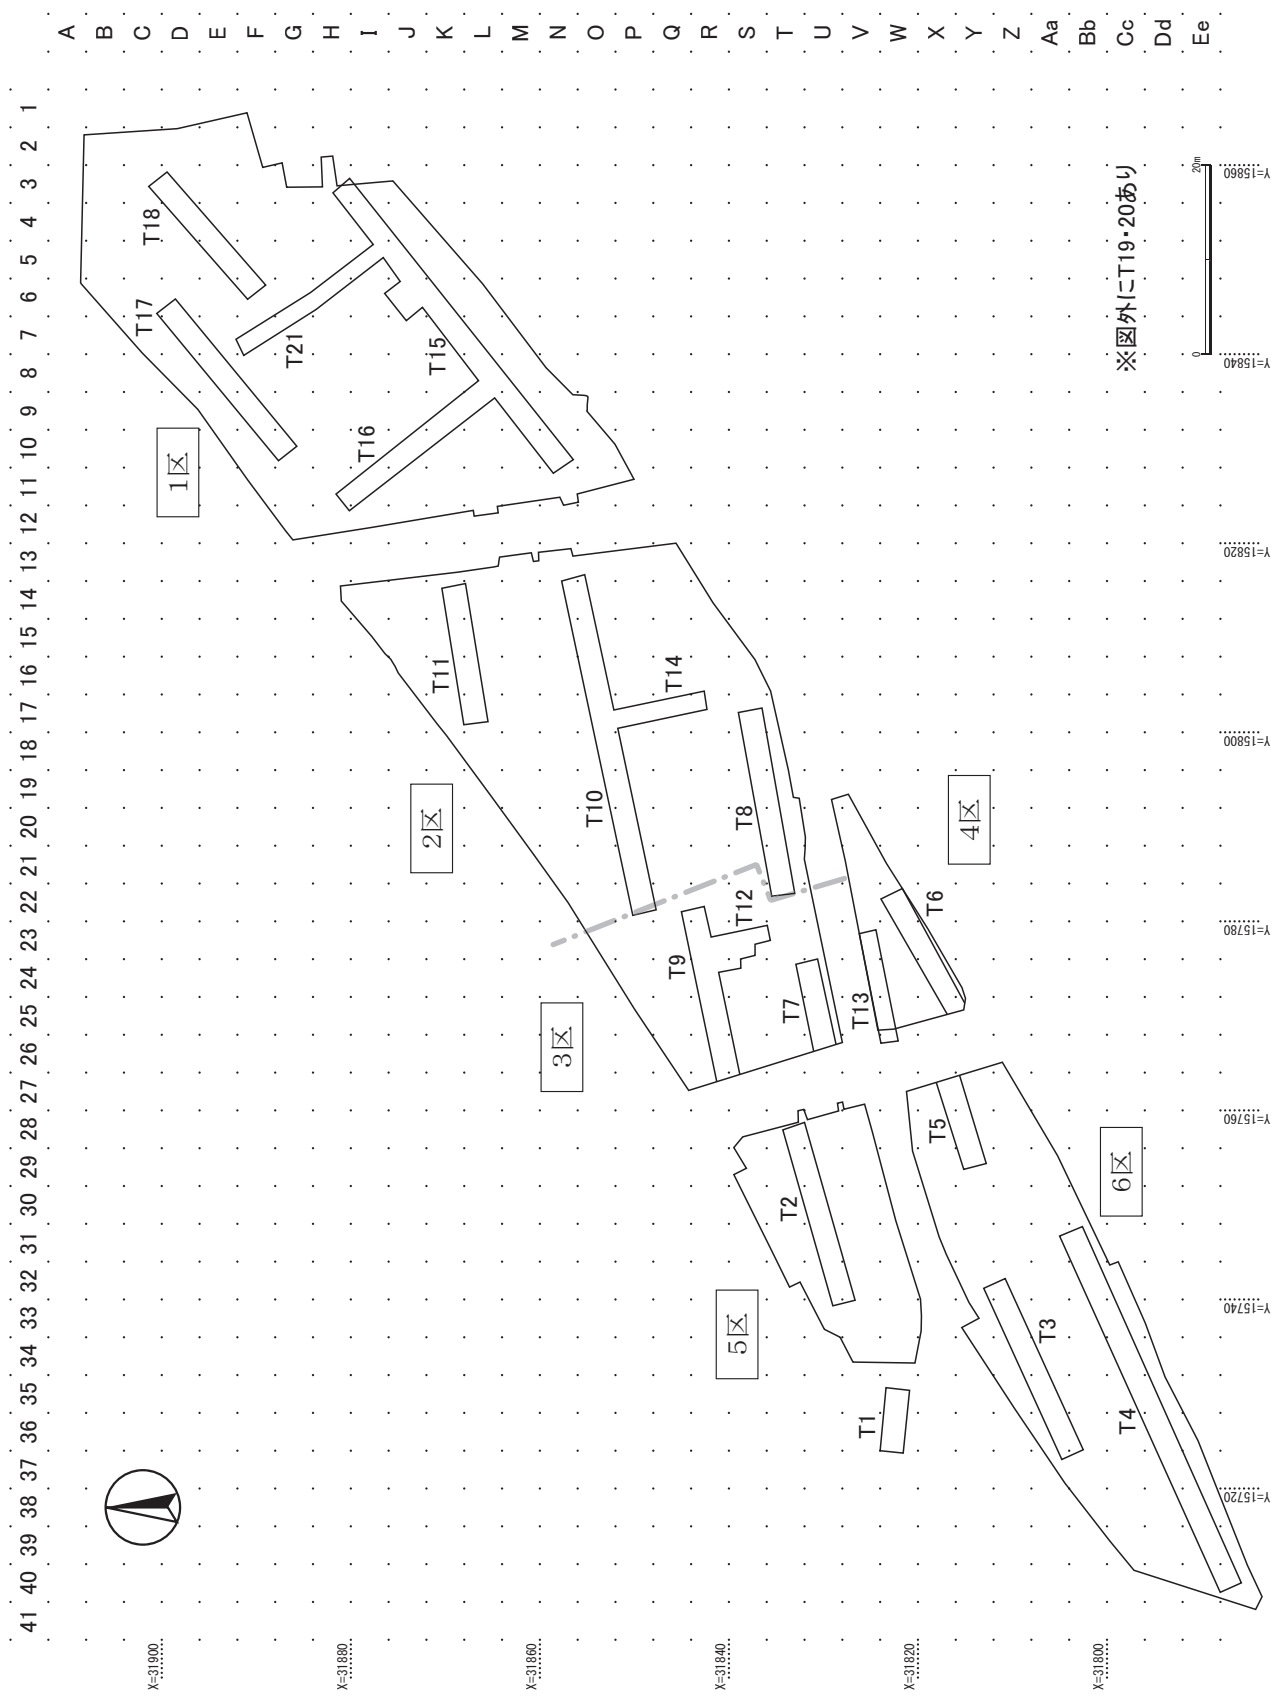 A B C D E F G H I J K L M N O P Q R S T U V W X Y Z Aa Bb Cc Dd Ee
1
2
3
4
5
6
7
8
9
10
11
12
13
14
15
16
17
18
19
20
21
22
23
24
25
26
27
28
29
30
31
32
33
34
35
36
37
38
39
40
41
1区
T18
T17
T21
T15
T16
2区
T11
T14
T10
T8
3区
T12
T9
T7
4区
T6
T13
5区
T2
T1
6区
T5
T3
T4
※図外にT19・20あり
0
20m
Y=15860
Y=15840
Y=15820
Y=15800
Y=15780
Y=15760
Y=15740
Y=15720
X=31900
X=31880
X=31860
X=31840
X=31820
X=31800